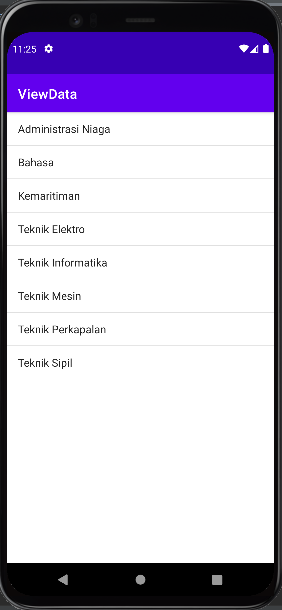 11:25
ViewData
Administrasi Niaga
Bahasa
Kemaritiman
Teknik Elektro
Teknik Informatika
Teknik Mesin
Teknik Perkapalan
Teknik Sipil